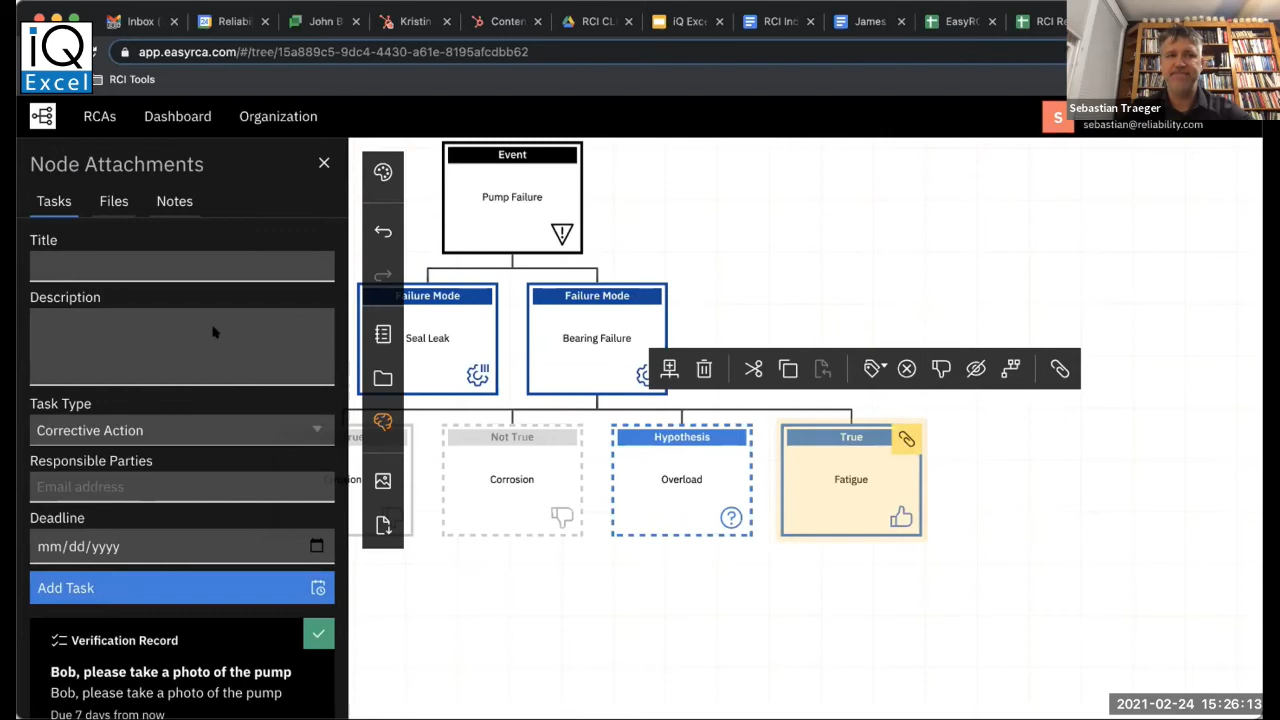 Inbox (
Reliabi
John B
Kristin
Conten
RCI CL
iQ Exce
RCI Inc
James
EasyRC
RCI Re
iQ
Excel
app.easyrca.com/#/tree/15a889c5-9dc4-4430-a61e-8195afcdbb62
RCI Tools
Sebastian Traeger
RCAs
Dashboard
Organization
S
sebastian@reliability.com
Node Attachments
Tasks
Files
Notes
Title
Description
Task Type
Corrective Action
Responsible Parties
Email address
Deadline
mm/dd/yyyy
Add Task
Verification Record
Bob, please take a photo of the pump
Bob, please take a photo of the pump
Due 7 days from now
Event
Pump Failure
Failure Mode
Seal Leak
Failure Mode
Bearing Failure
Not True
Corrosion
Hypothesis
Overload
True
Fatigue
2021-02-24 15:26:13